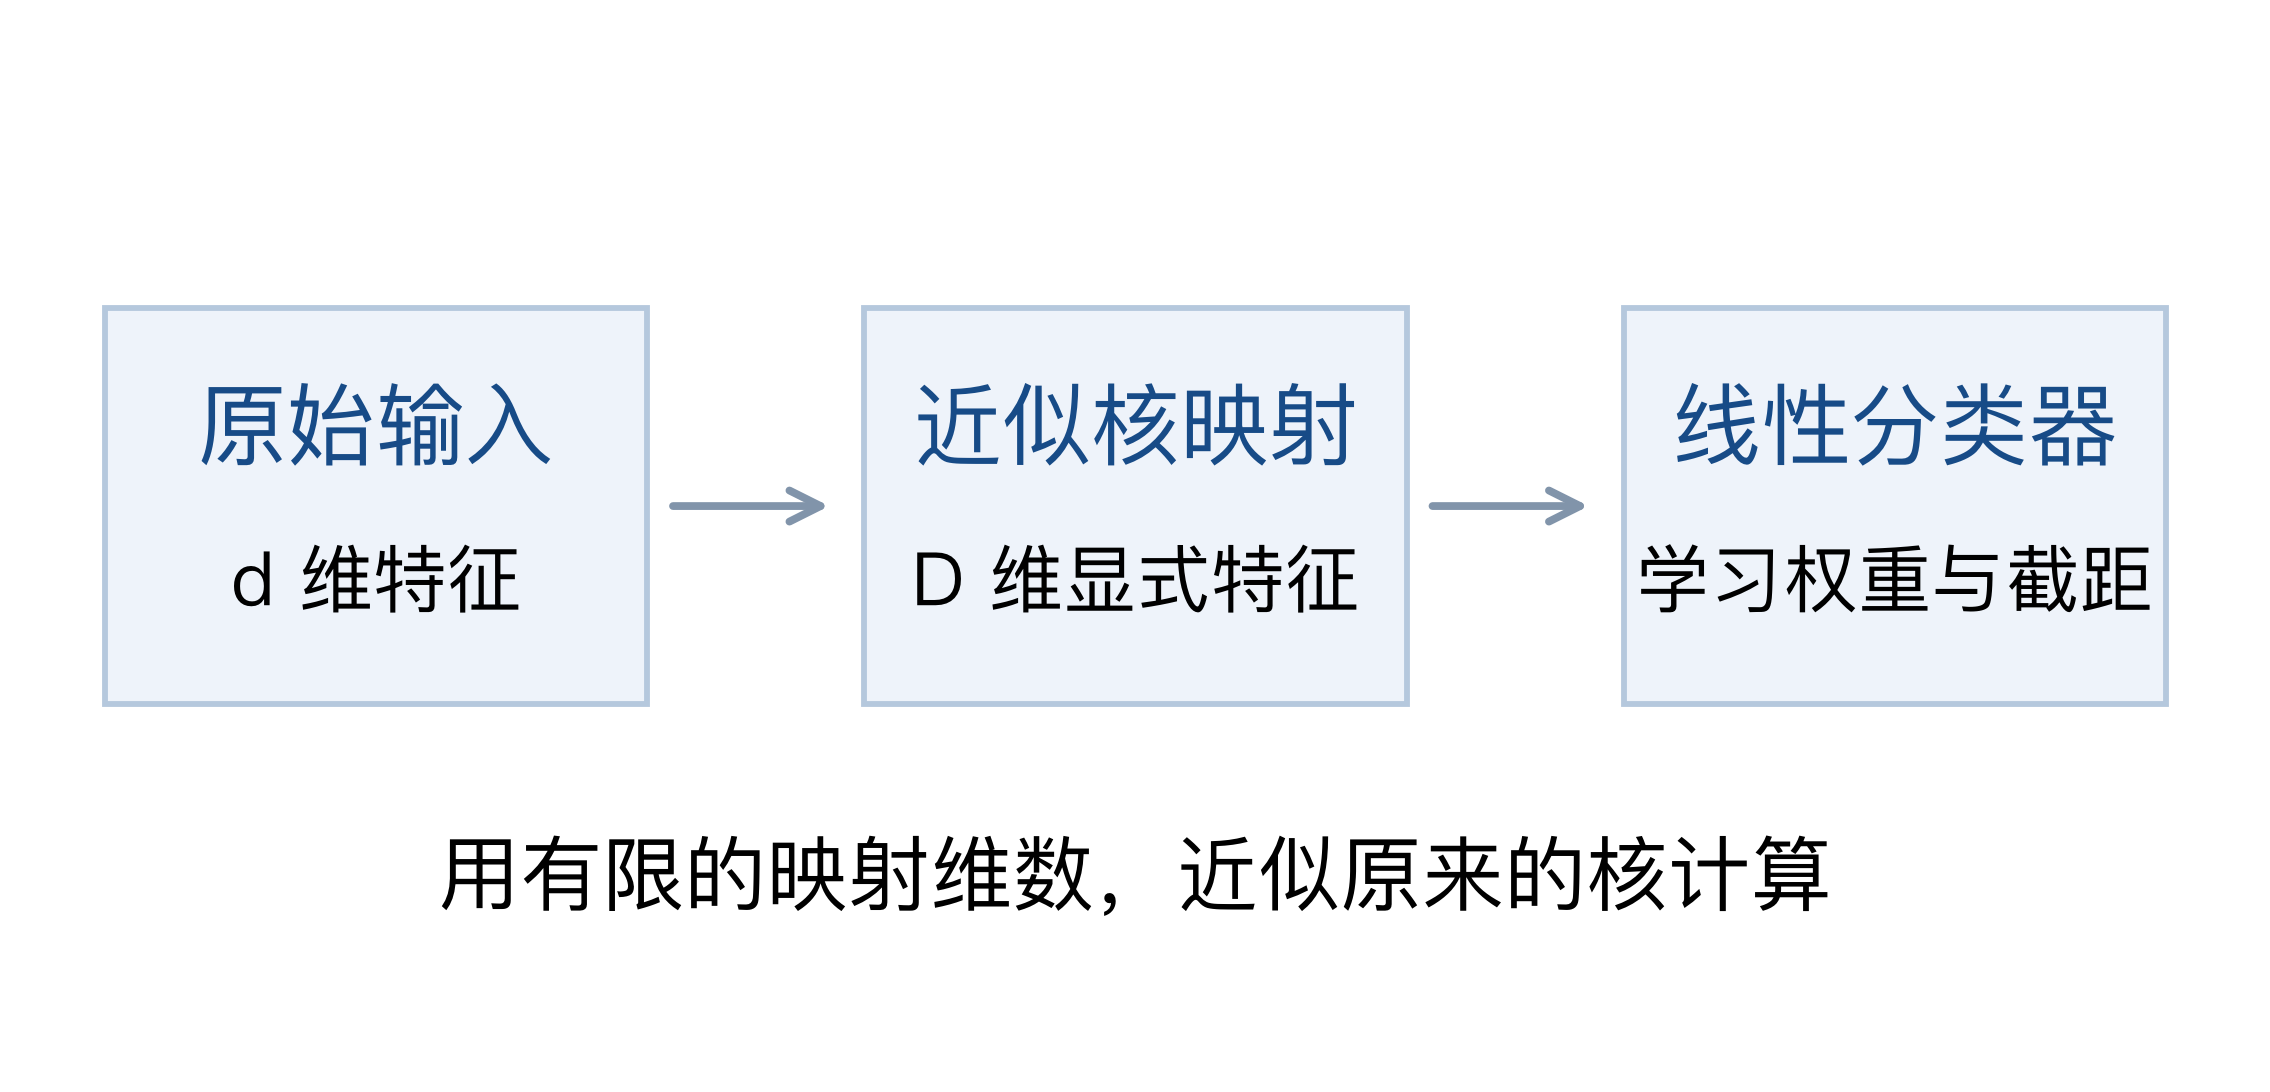 原始输入
d 维特征
近似核映射
D 维显式特征
线性分类器
学习权重与截距
用有限的映射维数，近似原来的核计算